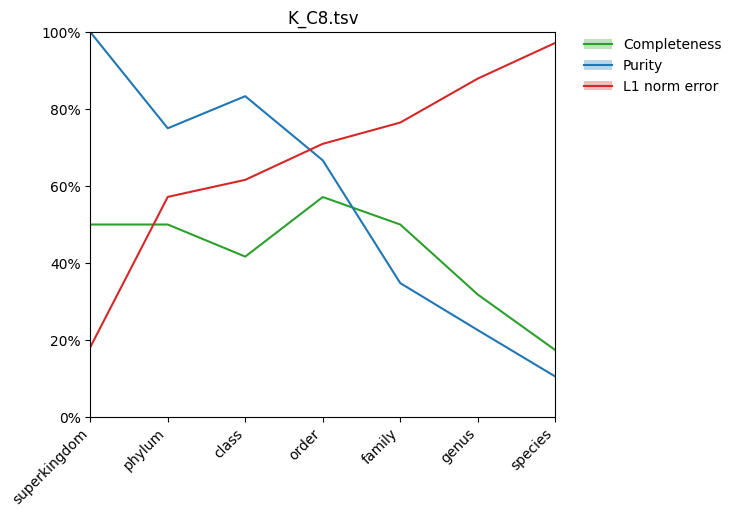 K_C8.tsv
100%
80%
60%
40%
20%
0%
superkingdom
phylum
class
order
family
genus
species
Completeness
Purity
L1 norm error